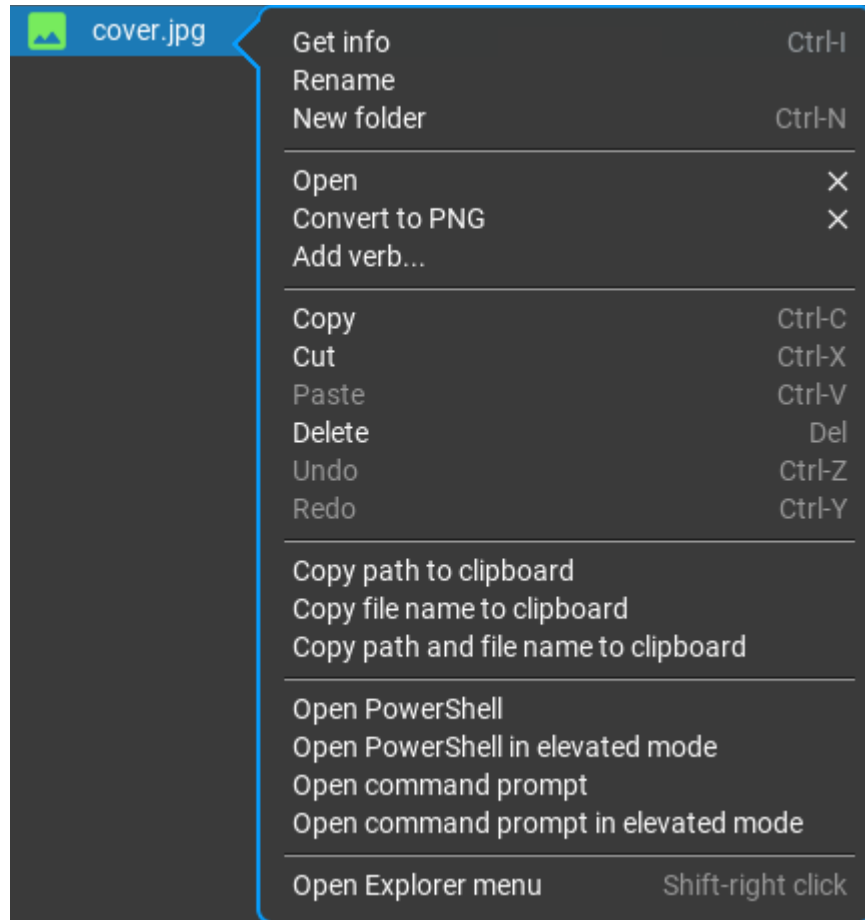 cover.jpg
Get info Ctrl-I
Rename
New folder Ctrl-N
Open
Convert to PNG
Add verb...
Copy Ctrl-C
Cut Ctrl-X
Paste Ctrl-V
Delete Del
Undo Ctrl-Z
Redo Ctrl-Y
Copy path to clipboard
Copy file name to clipboard
Copy path and file name to clipboard
Open PowerShell
Open PowerShell in elevated mode
Open command prompt
Open command prompt in elevated mode
Open Explorer menu Shift-right click